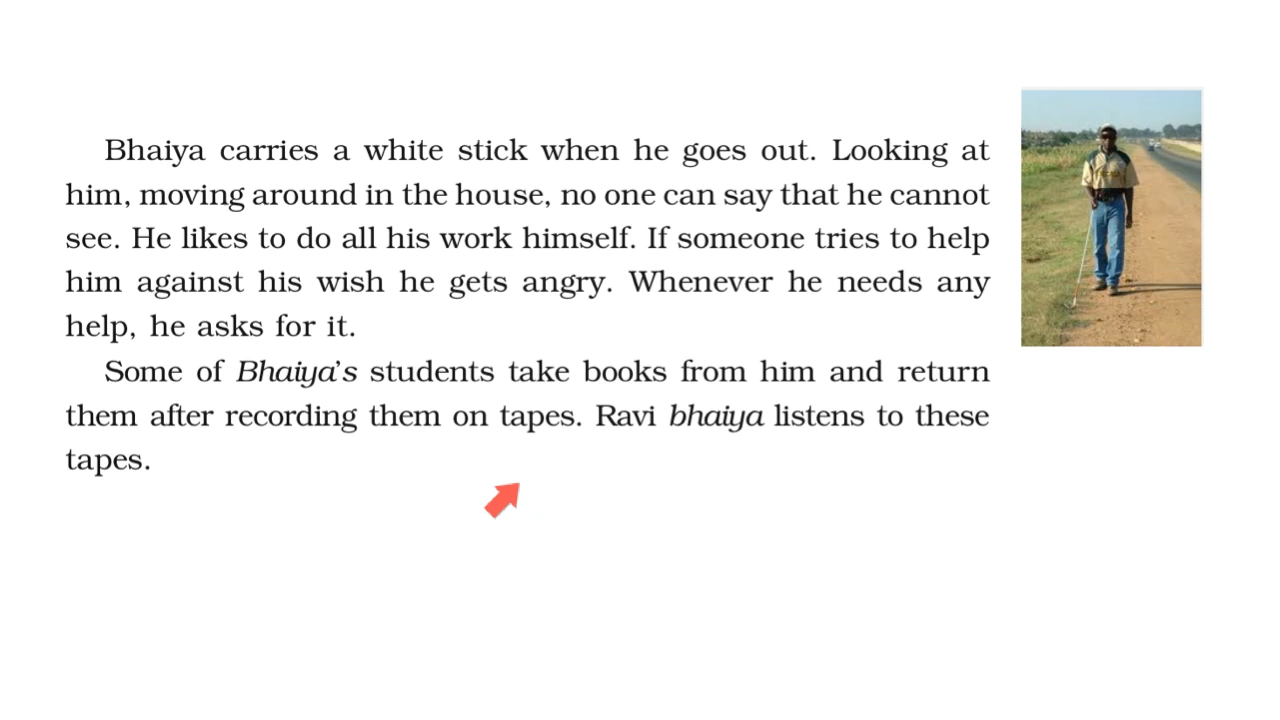 Bhaiya carries a white stick when he goes out. Looking at
him, moving around in the house, no one can say that he cannot
see. He likes to do all his work himself. If someone tries to help
him against his wish he gets angry. Whenever he needs any
help, he asks for it.
Some of Bhaiya's students take books from him and return
them after recording them on tapes. Ravi bhaiya listens to these
tapes.